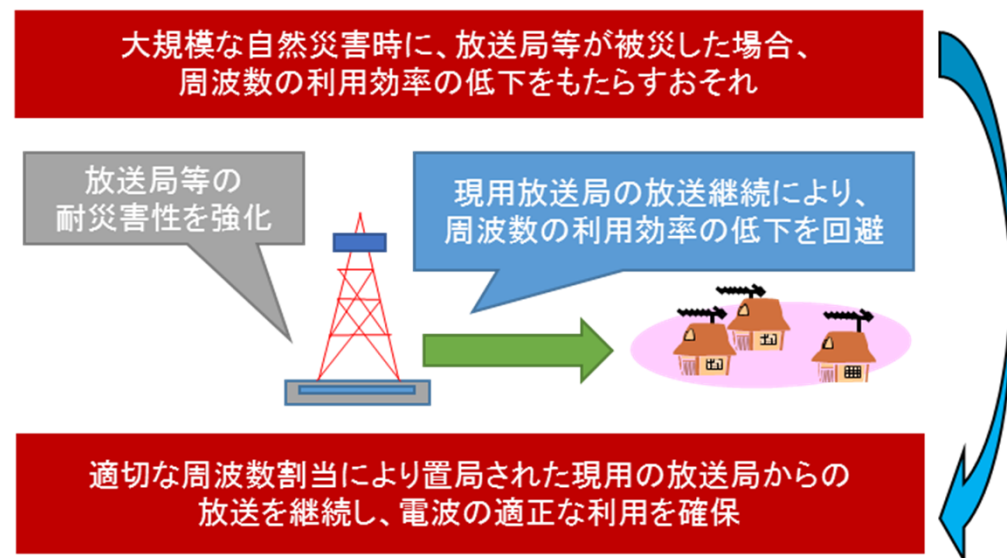 大規模な自然災害時に、放送局等が被災した場合、
周波数の利用効率の低下をもたらすおそれ
放送局等の
耐災害性を強化
現用放送局の放送継続により、
周波数の利用効率の低下を回避
適切な周波数割当により置局された現用の放送局からの
放送を継続し、電波の適正な利用を確保